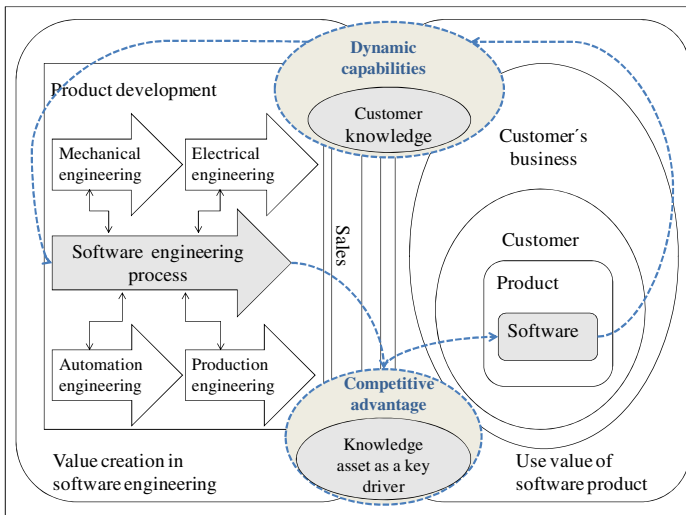 Dynamic
capabilities
Customer
knowledge
Product development
Mechanical
engineering
Electrical
engineering
Software engineering
process
Automation
engineering
Production
engineering
Sales
Customer´s
business
Customer
Product
Software
Competitive
advantage
Knowledge
asset as a key
driver
Value creation in
software engineering
Use value of
software product